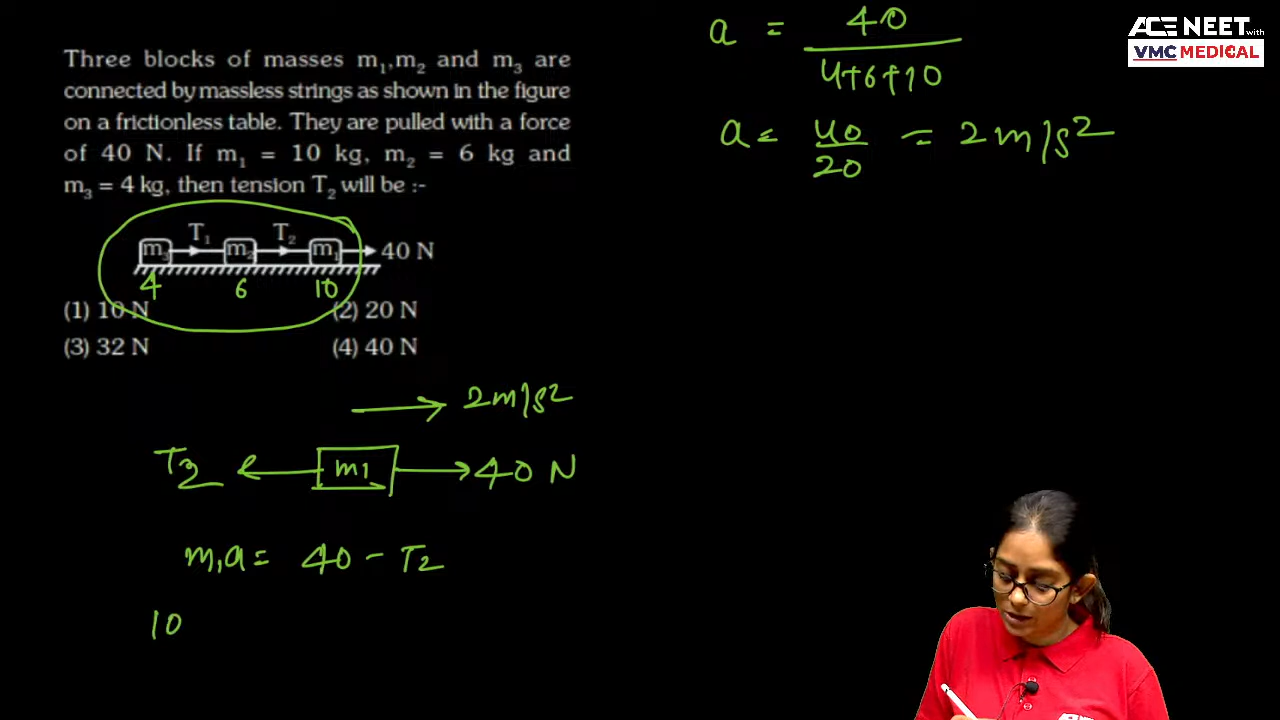 Three blocks of masses m₁,m₂ and m₃ are
connected by massless strings as shown in the figure
on a frictionless table. They are pulled with a force
of 40 N. If m₁ = 10 kg, m₂ = 6 kg and
m₃ = 4 kg, then tension T₂ will be :-
T₁ T₂
m₃ m₂ m₁ 40 N
4 6 10
(1) 10 N (2) 20 N
(3) 32 N (4) 40 N
2m/s²
T₂ m₁ 40 N
m₁a = 40 - T₂
10
a = 40
4+6+10
a = 40 = 2m/s²
20
ACE NEET with
VMC MEDICAL